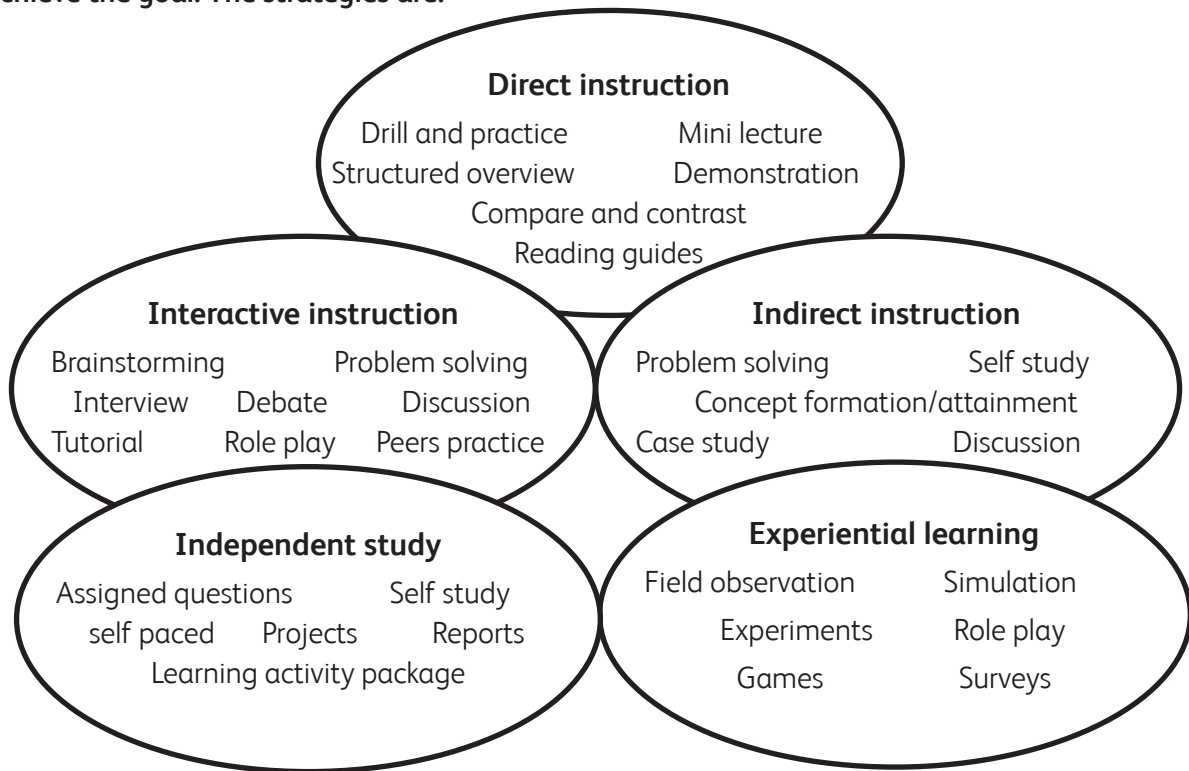 chieve the goal. The strategies are:
Direct instruction
Drill and practice Mini lecture
Structured overview Demonstration
Compare and contrast
Reading guides
Interactive instruction
Brainstorming Problem solving
Interview Debate Discussion
Tutorial Role play Peers practice
Indirect instruction
Problem solving Self study
Concept formation/attainment
Case study Discussion
Independent study
Assigned questions Self study
self paced Projects Reports
Learning activity package
Experiential learning
Field observation Simulation
Experiments Role play
Games Surveys